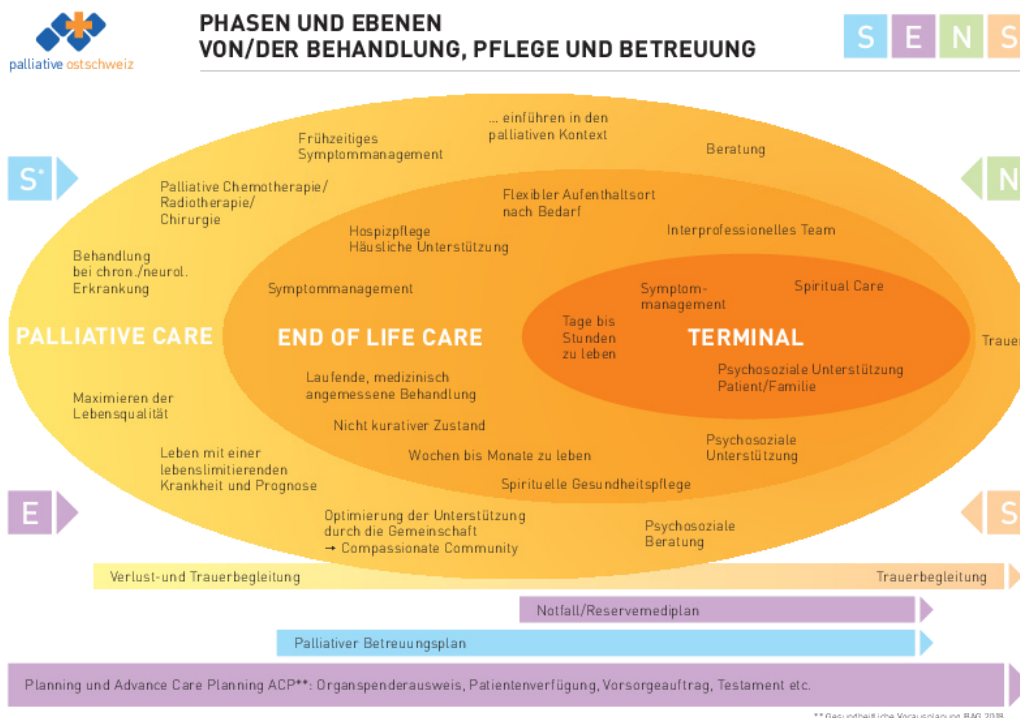 palliative ostschweiz
PHASEN UND EBENEN
VON/DER BEHANDLUNG, PFLEGE UND BETREUUNG
S E N S
S*
N
E
S
Frühzeitiges
Symptommanagement
... einführen in den
palliativen Kontext
Beratung
Palliative Chemotherapie/
Radiotherapie/
Chirurgie
Flexibler Aufenthaltsort
nach Bedarf
Hospizpflege
Häusliche Unterstützung
Interprofessionelles Team
Behandlung
bei chron./neurol.
Erkrankung
Symptommanagement
Symptom-
management
Spiritual Care
PALLIATIVE CARE
END OF LIFE CARE
Tage bis
Stunden
zu leben
TERMINAL
Trauer
Psychosoziale Unterstützung
Patient/Familie
Laufende, medizinisch
angemessene Behandlung
Maximieren der
Lebensqualität
Nicht kurativer Zustand
Psychosoziale
Unterstützung
Leben mit einer
lebenslimitierenden
Krankheit und Prognose
Wochen bis Monate zu leben
Spirituelle Gesundheitspflege
Optimierung der Unterstützung
durch die Gemeinschaft
→ Compassionate Community
Psychosoziale
Beratung
Verlust-und Trauerbegleitung
Trauerbegleitung
Notfall/Reservemediplan
Palliativer Betreuungsplan
Planning und Advance Care Planning ACP**: Organspenderausweis, Patientenverfügung, Vorsorgeauftrag, Testament etc.
** Gesundheitliche Vorausplanung BAG 2018